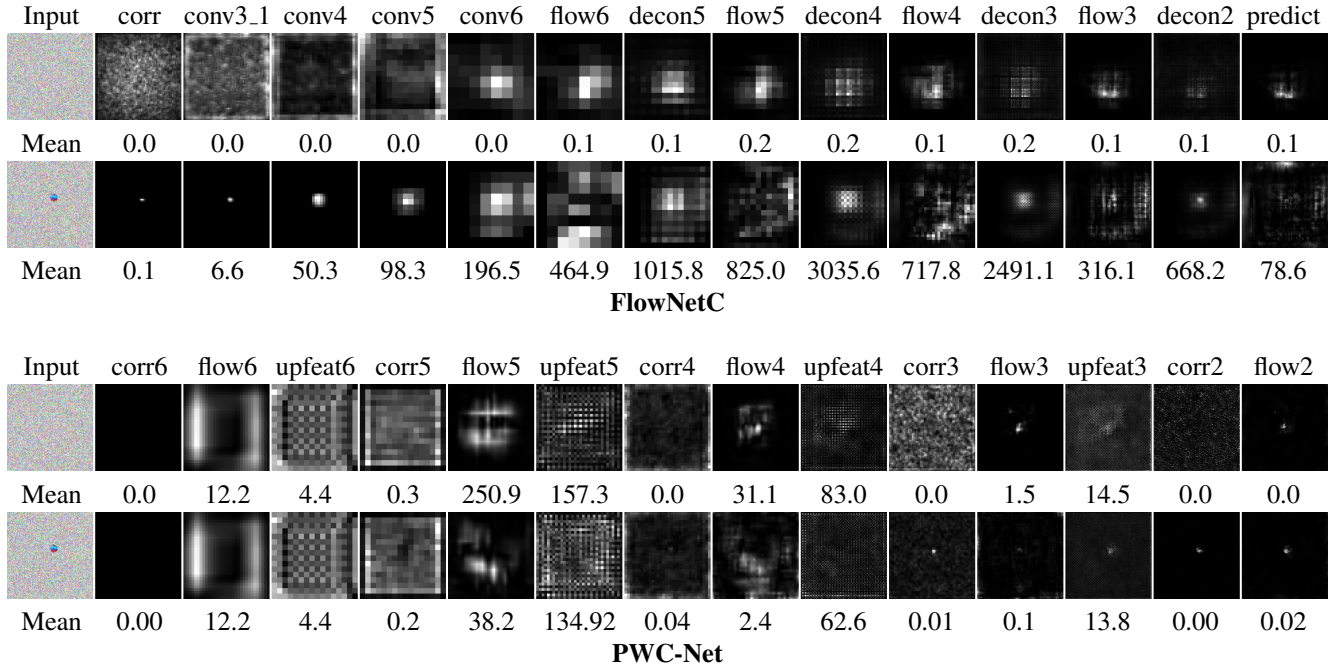 Input corr conv3_1 conv4 conv5 conv6 flow6 decon5 flow5 decon4 flow4 decon3 flow3 decon2 predict
Mean 0.0 0.0 0.0 0.0 0.0 0.1 0.1 0.2 0.2 0.1 0.2 0.1 0.1 0.1
Mean 0.1 6.6 50.3 98.3 196.5 464.9 1015.8 825.0 3035.6 717.8 2491.1 316.1 668.2 78.6
FlowNetC
Input corr6 flow6 upfeat6 corr5 flow5 upfeat5 corr4 flow4 upfeat4 corr3 flow3 upfeat3 corr2 flow2
Mean 0.0 12.2 4.4 0.3 250.9 157.3 0.0 31.1 83.0 0.0 1.5 14.5 0.0 0.0
Mean 0.00 12.2 4.4 0.2 38.2 134.92 0.04 2.4 62.6 0.01 0.1 13.8 0.00 0.02
PWC-Net